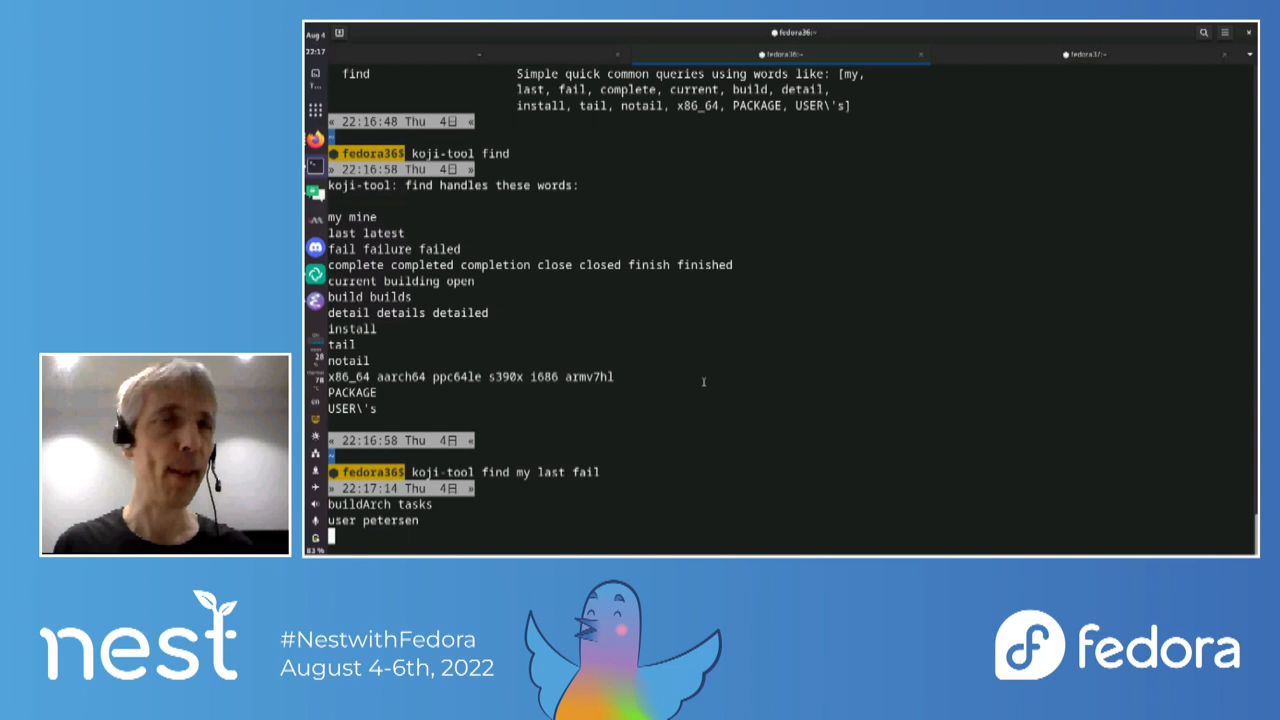 Aug 4
22:17
fedora36:~
~
fedora36:~
fedora37:~
find Simple quick common queries using words like: [my,
last, fail, complete, current, build, detail,
install, tail, notail, x86_64, PACKAGE, USER\'s]
« 22:16:48 Thu 4日 «
~
fedora36$ koji-tool find
» 22:16:58 Thu 4日 »
koji-tool: find handles these words:
my mine
last latest
fail failure failed
complete completed completion close closed finish finished
current building open
build builds
detail details detailed
install
tail
notail
x86_64 aarch64 ppc64le s390x i686 armv7hl
PACKAGE
USER\'s
« 22:16:58 Thu 4日 «
~
fedora36$ koji-tool find my last fail
» 22:17:14 Thu 4日 »
buildArch tasks
user petersen
28
%
78
en
83 %
nest
#NestwithFedora
August 4-6th, 2022
fedora